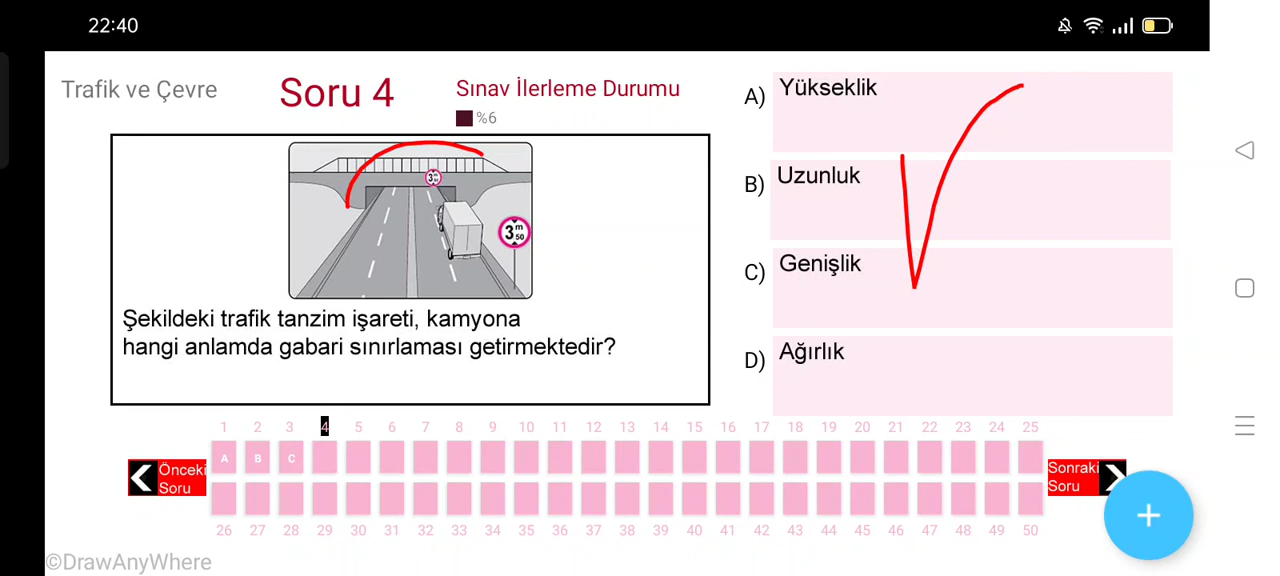 22:40
Trafik ve Çevre
Soru 4
Sınav İlerleme Durumu
%6
3 m 50
3 m 50
Şekildeki trafik tanzim işareti, kamyona
hangi anlamda gabari sınırlaması getirmektedir?
A) Yükseklik
B) Uzunluk
C) Genişlik
D) Ağırlık
1 2 3 4 5 6 7 8 9 10 11 12 13 14 15 16 17 18 19 20 21 22 23 24 25
A B C
Önceki
Soru
Sonraki
Soru
26 27 28 29 30 31 32 33 34 35 36 37 38 39 40 41 42 43 44 45 46 47 48 49 50
©DrawAnyWhere